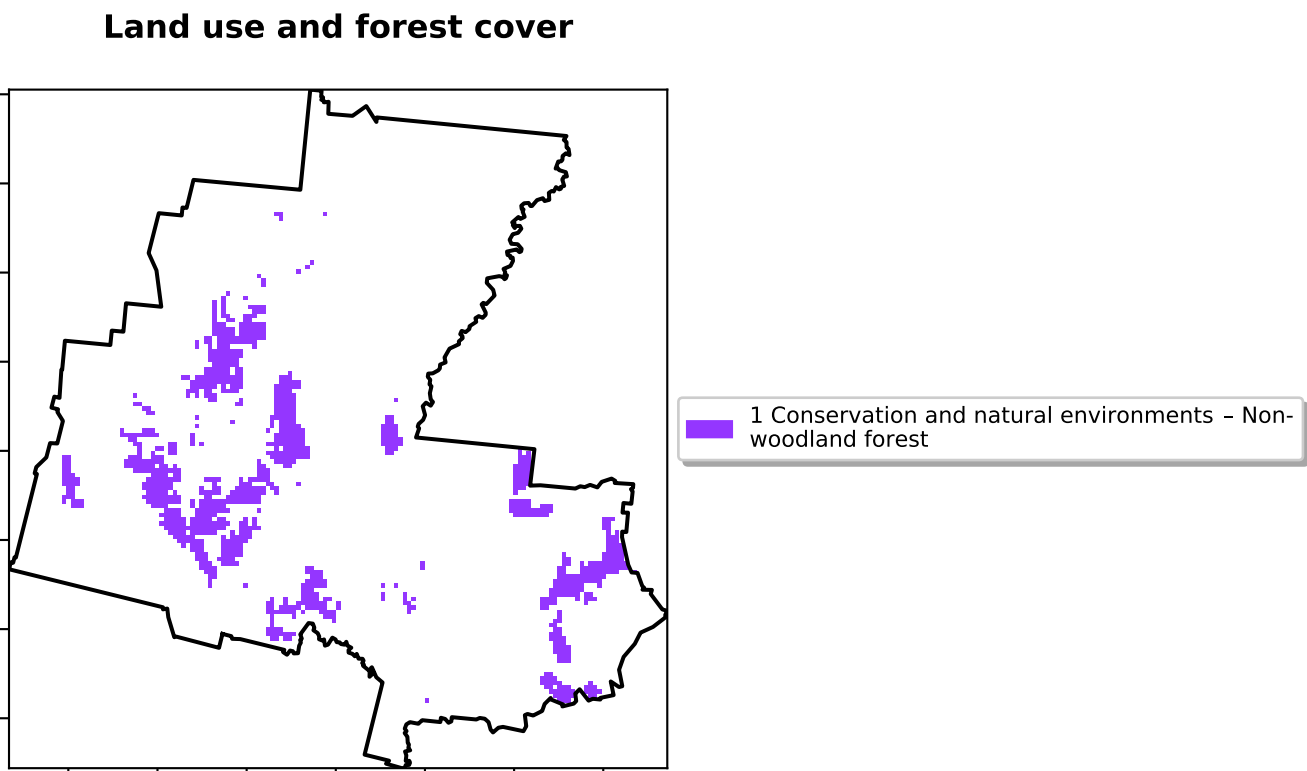 Land use and forest cover
1 Conservation and natural environments – Non-
woodland forest